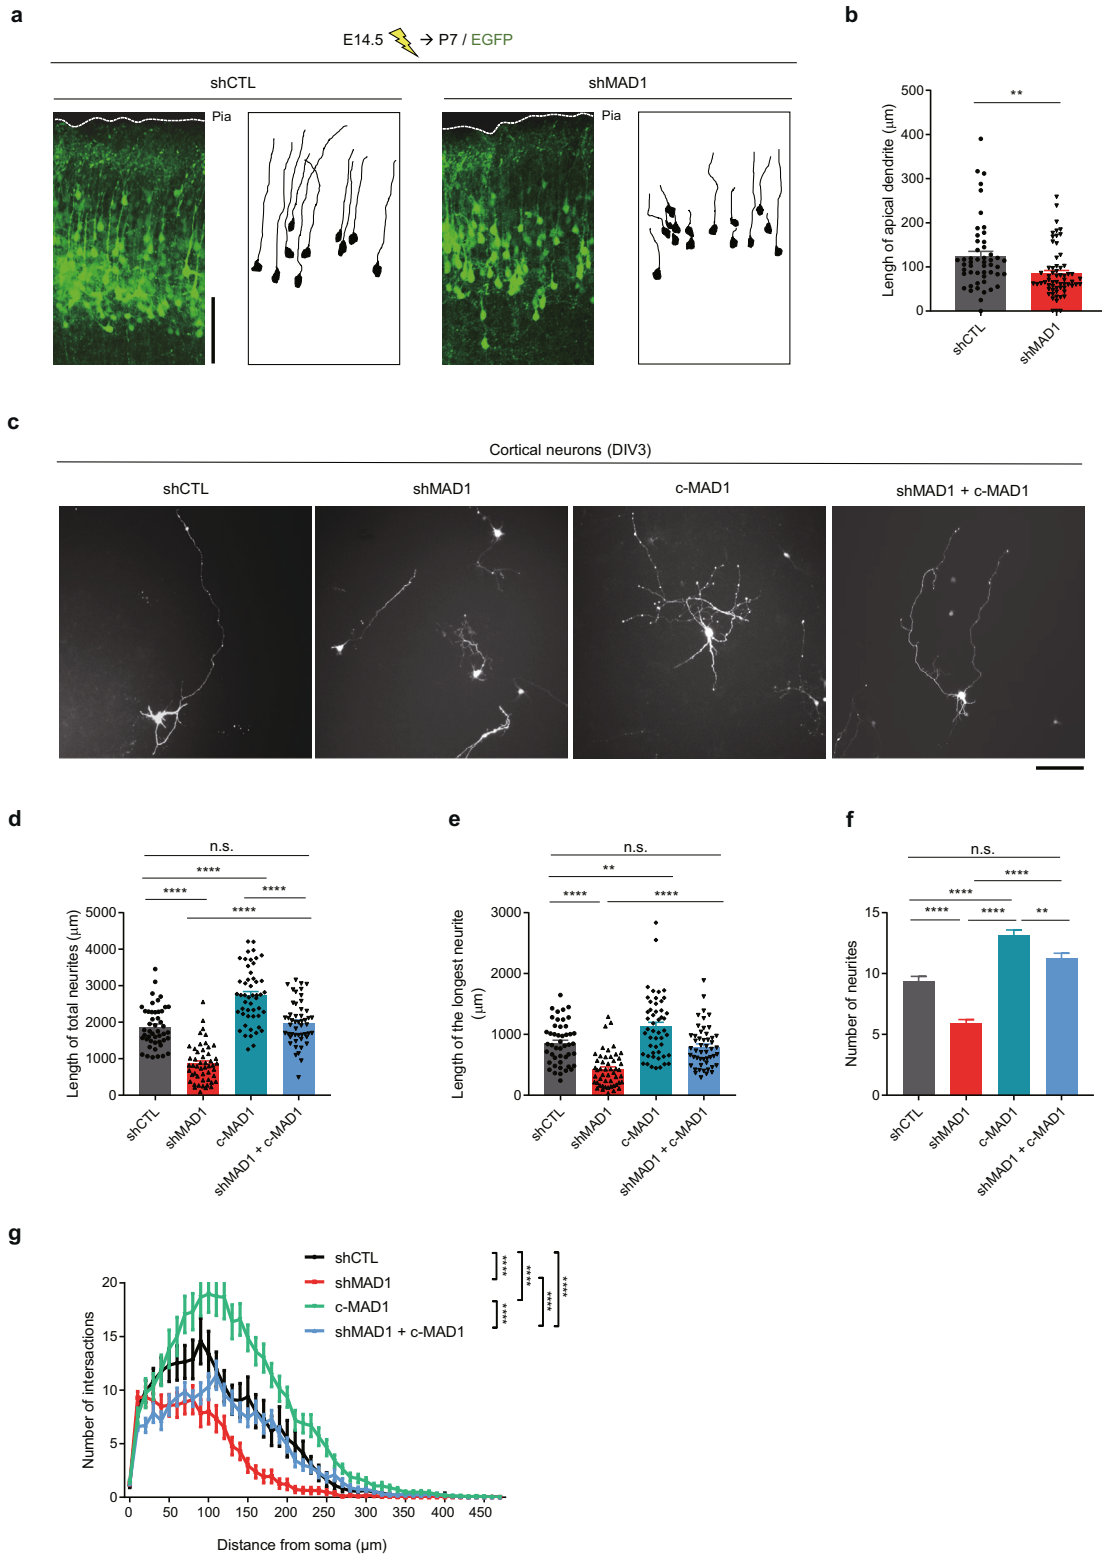 a
E14.5 → P7 / EGFP
shCTL
shMAD1
Pia
Pia
b
**
Lengh of apical dendrite (μm)
500
400
300
200
100
0
shCTL
shMAD1
c
Cortical neurons (DIV3)
shCTL
shMAD1
c-MAD1
shMAD1 + c-MAD1
d
n.s.
****
**** ****
****
Length of total neurites (μm)
5000
4000
3000
2000
1000
0
shCTL
shMAD1
c-MAD1
shMAD1 + c-MAD1
e
n.s.
**
**** ****
Length of the longest neurite
(μm)
3000
2000
1000
0
shCTL
shMAD1
c-MAD1
shMAD1 + c-MAD1
f
n.s.
****
****
**** **** **
Number of neurites
15
10
5
0
shCTL
shMAD1
c-MAD1
shMAD1 + c-MAD1
g
shCTL
shMAD1
c-MAD1
shMAD1 + c-MAD1
****
****
****
****
****
Number of intersactions
20
15
10
5
0
0 50 100 150 200 250 300 350 400 450
Distance from soma (μm)